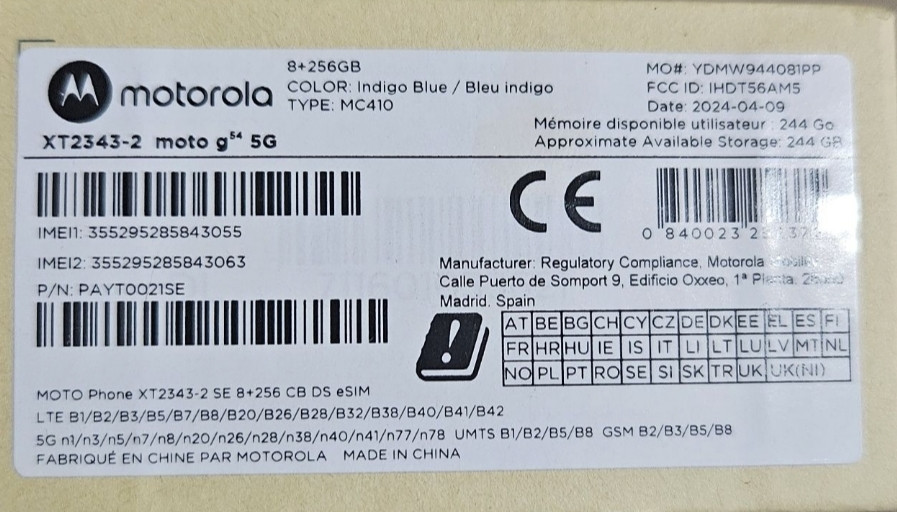 motorola
8+256GB
COLOR: Indigo Blue / Bleu indigo
TYPE: MC410
XT2343-2 moto g⁵⁴ 5G
MO#: YDMW944081PP
FCC ID: IHDT56AM5
Date: 2024-04-09
Mémoire disponible utilisateur : 244 Go
Approximate Available Storage: 244 GB
IMEI1: 355295285843055
IMEI2: 355295285843063
P/N: PAYT0021SE
CE
0 840023 2
Manufacturer: Regulatory Compliance, Motorola
Calle Puerto de Somport 9, Edificio Oxxeo, 1ª Planta,
Madrid. Spain
AT BE BG CH CY CZ DE DK EE EL ES FI
FR HR HU IE IS IT LI LT LU LV MT NL
NO PL PT RO SE SI SK TR UK UK(NI)
MOTO Phone XT2343-2 SE 8+256 CB DS eSIM
LTE B1/B2/B3/B5/B7/B8/B20/B26/B28/B32/B38/B40/B41/B42
5G n1/n3/n5/n7/n8/n20/n26/n28/n38/n40/n41/n77/n78 UMTS B1/B2/B5/B8 GSM B2/B3/B5/B8
FABRIQUÉ EN CHINE PAR MOTOROLA MADE IN CHINA